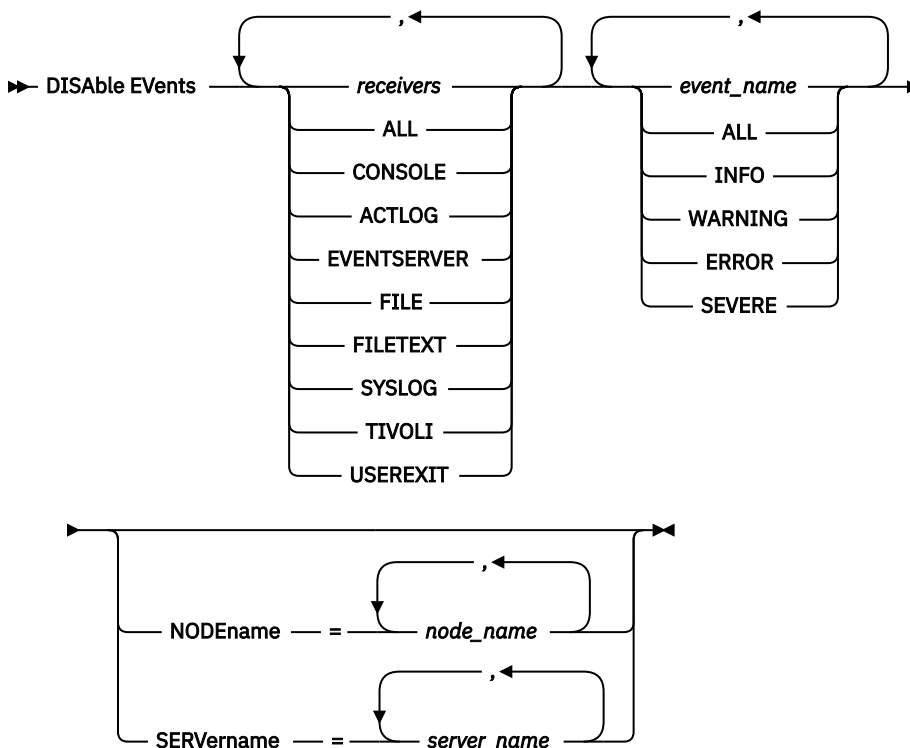 , ,
DISAble EVents receivers event_name
ALL ALL
CONSOLE INFO
ACTLOG WARNING
EVENTSERVER ERROR
FILE SEVERE
FILETEXT
SYSLOG
TIVOLI
USEREXIT
,
NODEname = node_name
,
SERVername = server_name